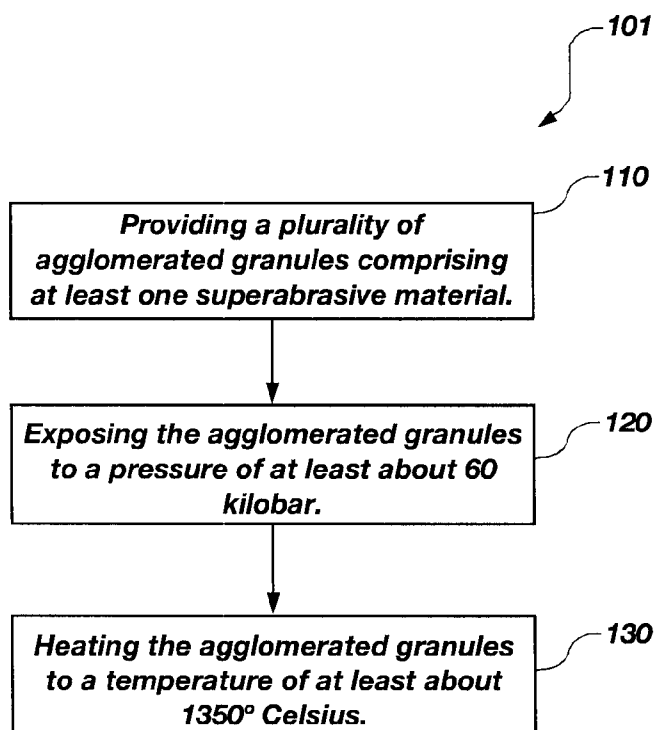 101
110
Providing a plurality of
agglomerated granules comprising
at least one superabrasive material.
120
Exposing the agglomerated granules
to a pressure of at least about 60
kilobar.
130
Heating the agglomerated granules
to a temperature of at least about
1350º Celsius.